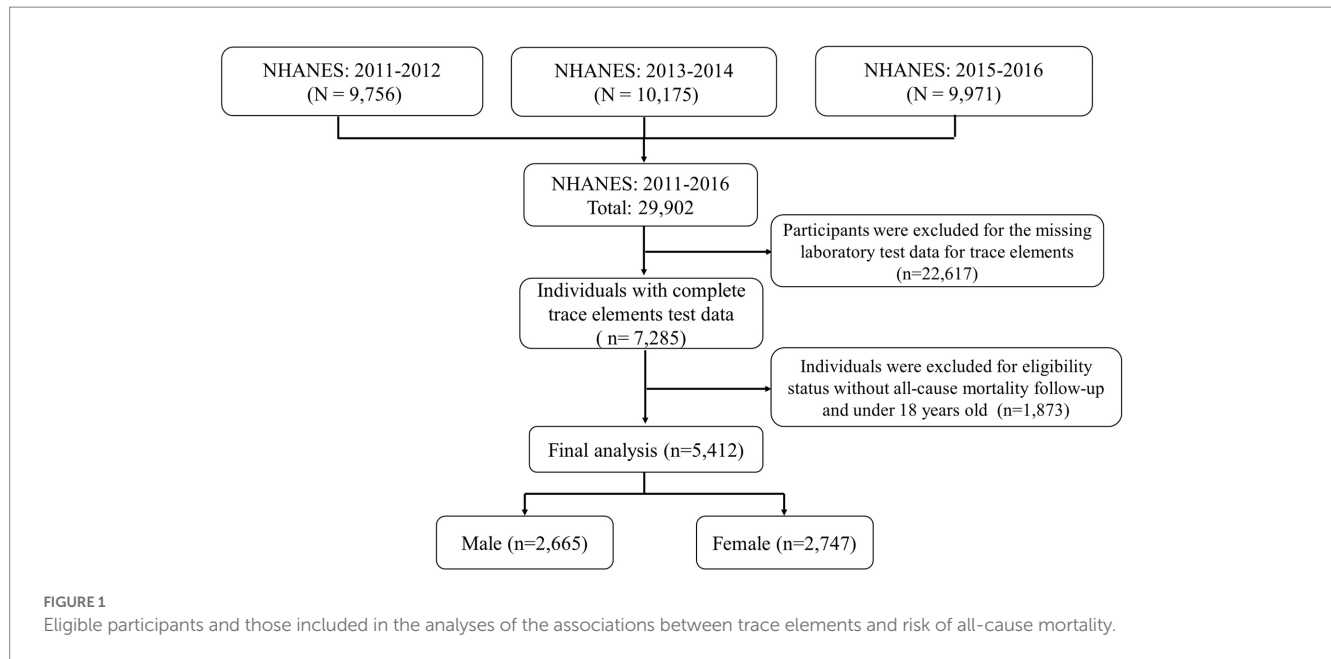 NHANES: 2011-2012
(N = 9,756)
NHANES: 2013-2014
(N = 10,175)
NHANES: 2015-2016
(N = 9,971)
NHANES: 2011-2016
Total: 29,902
Participants were excluded for the missing
laboratory test data for trace elements
(n=22,617)
Individuals with complete
trace elements test data
( n= 7,285)
Individuals were excluded for eligibility
status without all-cause mortality follow-up
and under 18 years old (n=1,873)
Final analysis (n=5,412)
Male (n=2,665)
Female (n=2,747)
FIGURE 1
Eligible participants and those included in the analyses of the associations between trace elements and risk of all-cause mortality.